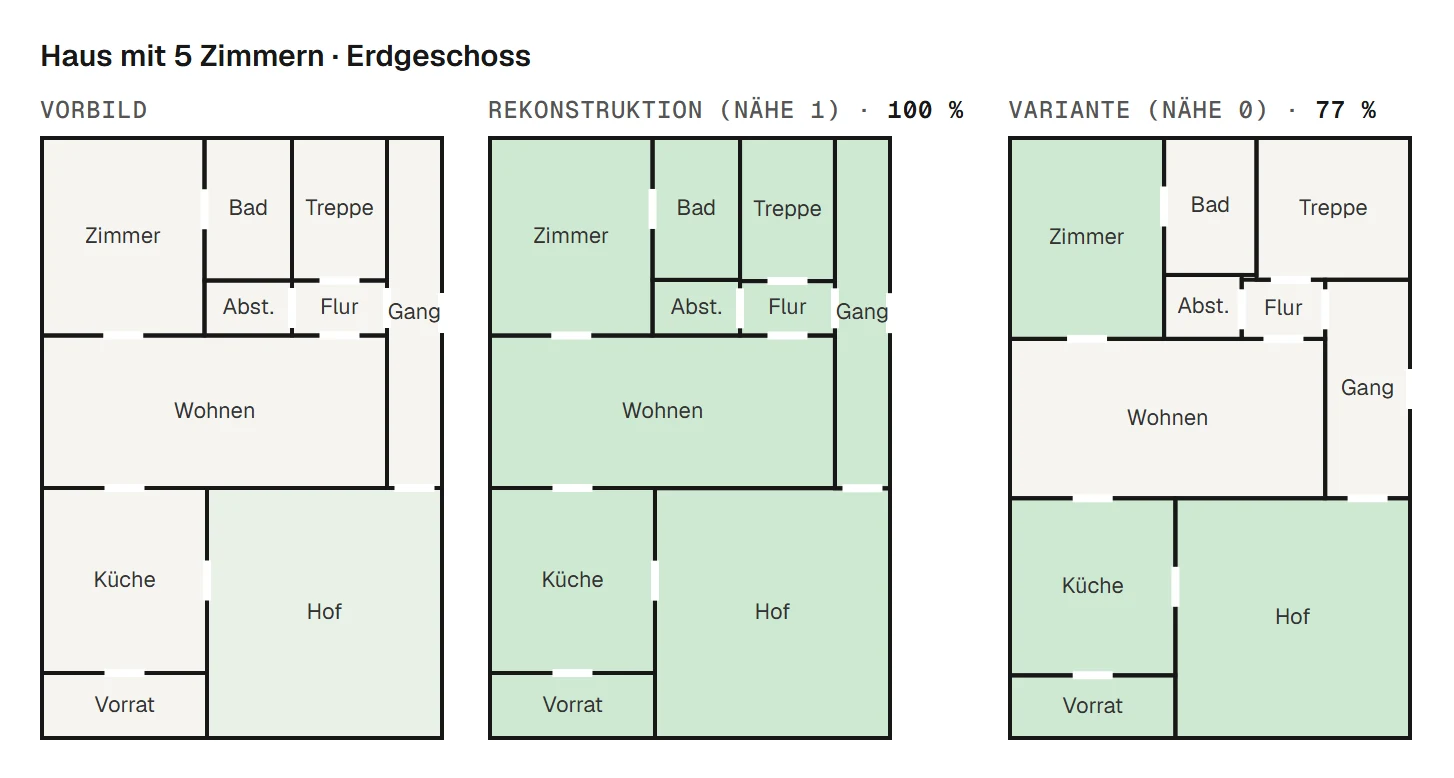 Haus mit 5 Zimmern · Erdgeschoss
VORBILD
Zimmer
Bad
Treppe
Abst.
Flur
Gang
Wohnen
Küche
Hof
Vorrat
REKONSTRUKTION (NÄHE 1) · 100 %
Zimmer
Bad
Treppe
Abst.
Flur
Gang
Wohnen
Küche
Hof
Vorrat
VARIANTE (NÄHE 0) · 77 %
Zimmer
Bad
Treppe
Abst.
Flur
Gang
Wohnen
Küche
Hof
Vorrat